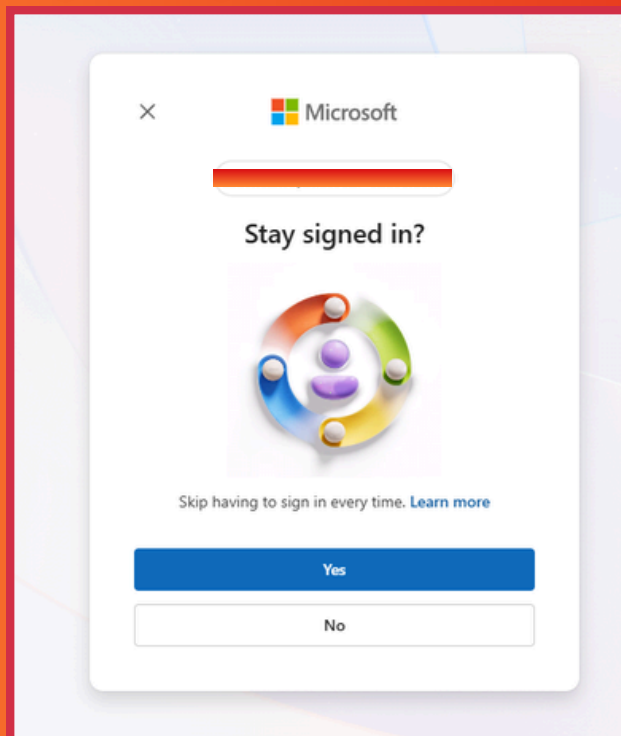 Microsoft
Stay signed in?
Skip having to sign in every time. Learn more
Yes
No